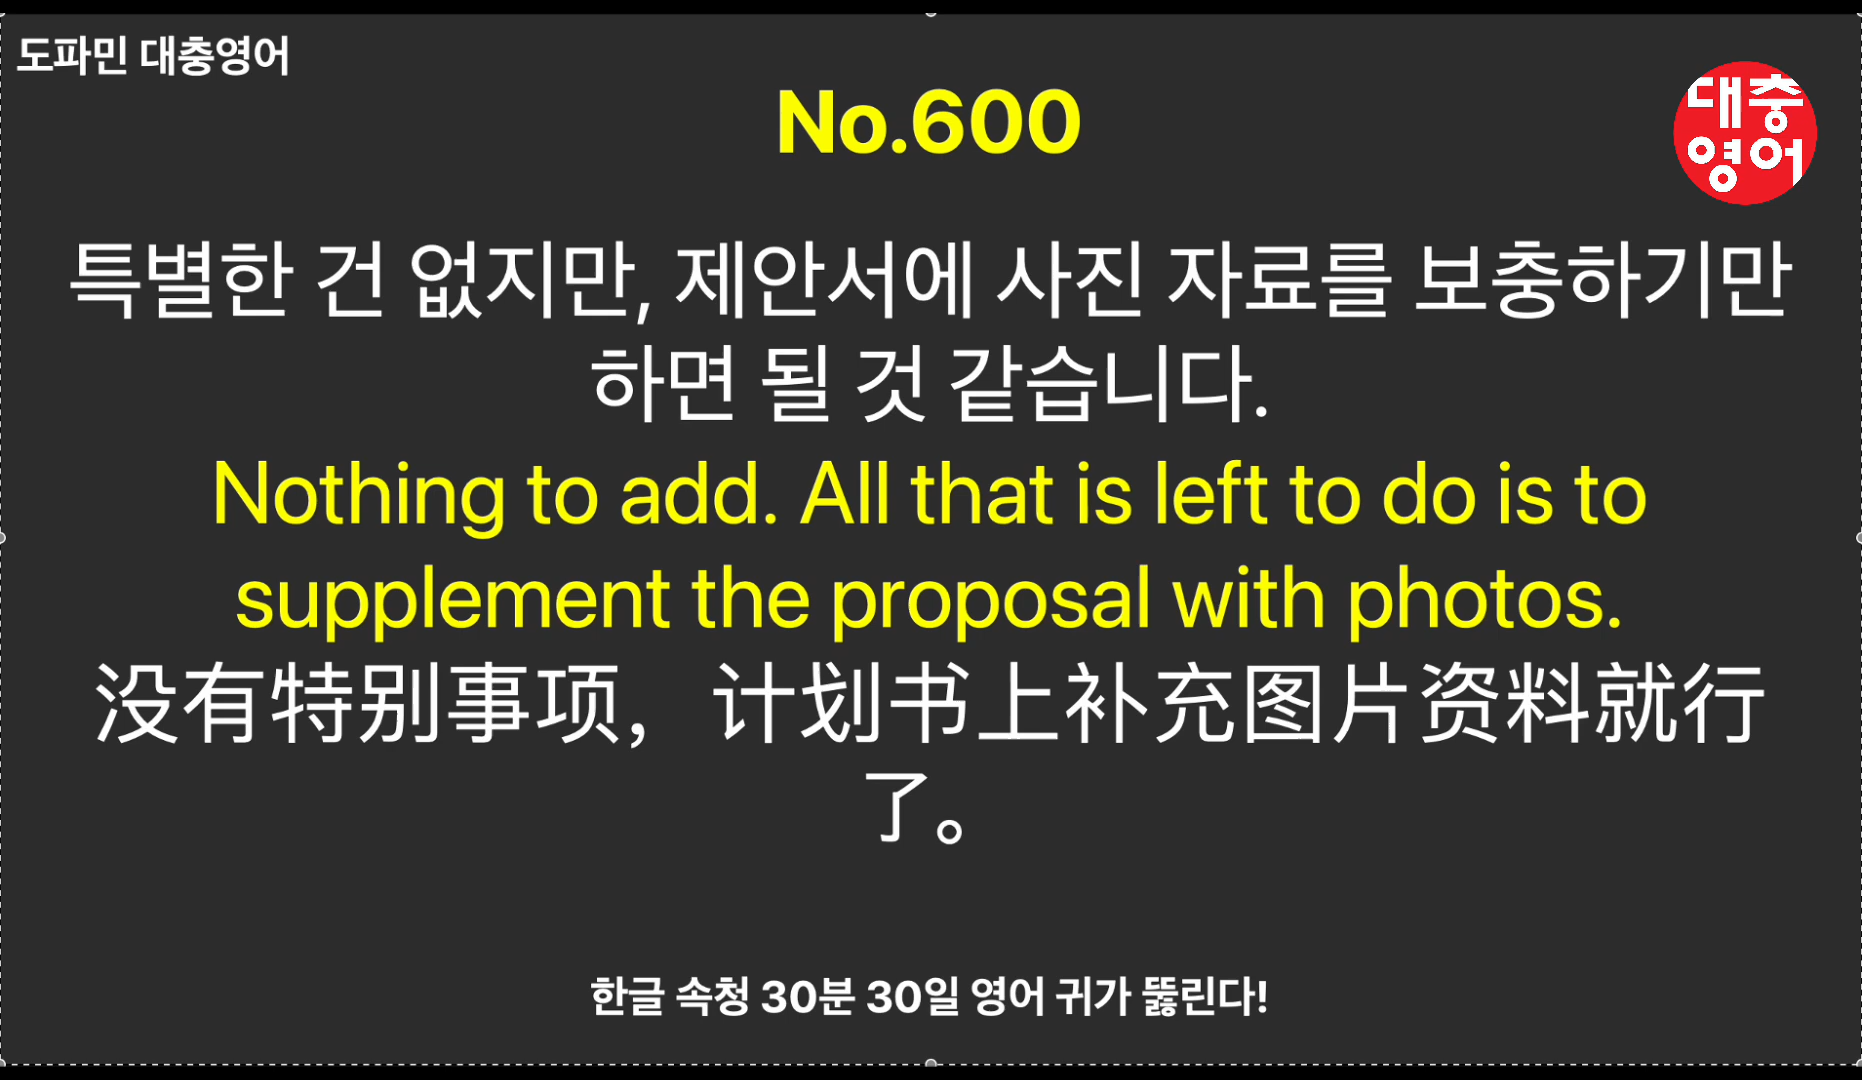 도파민 대충영어
No.600
대충
영어
특별한 건 없지만, 제안서에 사진 자료를 보충하기만
하면 될 것 같습니다.
Nothing to add. All that is left to do is to
supplement the proposal with photos.
没有特别事项，计划书上补充图片资料就行
了。
한글 속청 30분 30일 영어 귀가 뚫린다!